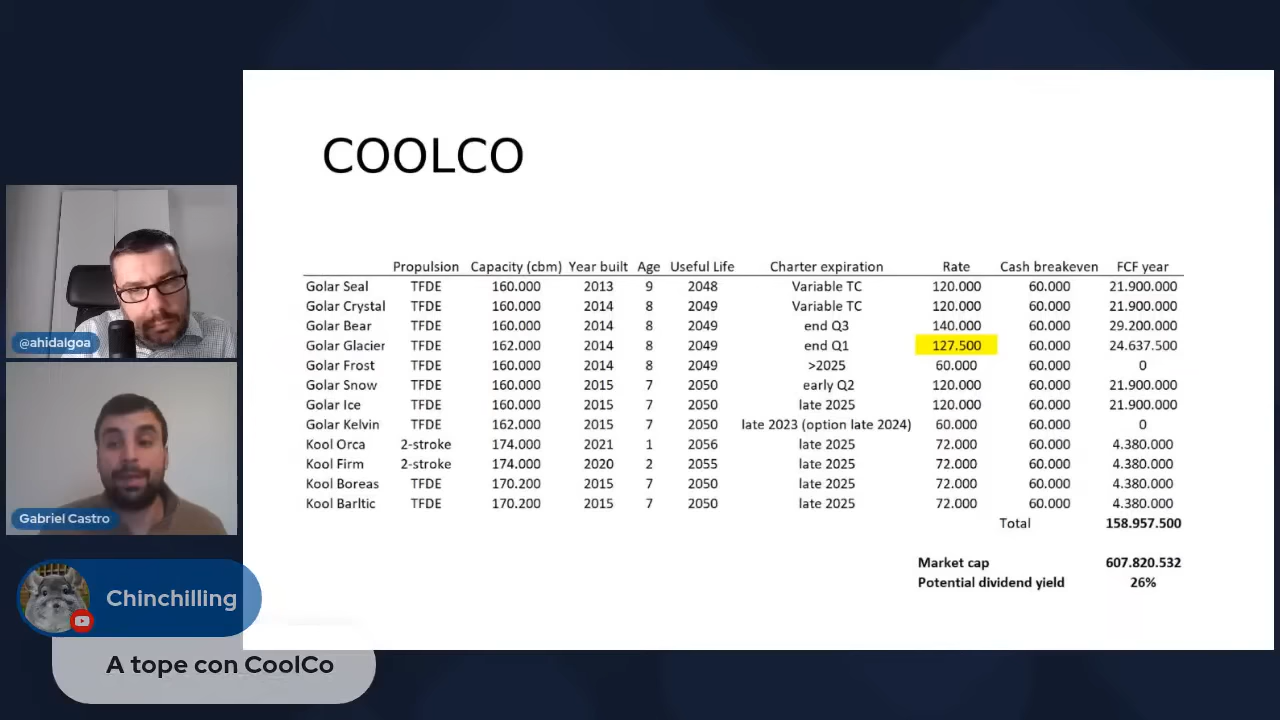 COOLCO
Propulsion Capacity (cbm) Year built Age Useful Life Charter expiration Rate Cash breakeven FCF year
Golar Seal TFDE 160.000 2013 9 2048 Variable TC 120.000 60.000 21.900.000
Golar Crystal TFDE 160.000 2014 8 2049 Variable TC 120.000 60.000 21.900.000
Golar Bear TFDE 160.000 2014 8 2049 end Q3 140.000 60.000 29.200.000
Golar Glacier TFDE 162.000 2014 8 2049 end Q1 127.500 60.000 24.637.500
Golar Frost TFDE 160.000 2014 8 2049 >2025 60.000 60.000 0
Golar Snow TFDE 160.000 2015 7 2050 early Q2 120.000 60.000 21.900.000
Golar Ice TFDE 160.000 2015 7 2050 late 2025 120.000 60.000 21.900.000
Golar Kelvin TFDE 162.000 2015 7 2050 late 2023 (option late 2024) 60.000 60.000 0
Kool Orca 2-stroke 174.000 2021 1 2056 late 2025 72.000 60.000 4.380.000
Kool Firm 2-stroke 174.000 2020 2 2055 late 2025 72.000 60.000 4.380.000
Kool Boreas TFDE 170.200 2015 7 2050 late 2025 72.000 60.000 4.380.000
Kool Barltic TFDE 170.200 2015 7 2050 late 2025 72.000 60.000 4.380.000
Total 158.957.500
Market cap 607.820.532
Potential dividend yield 26%
@ahidalgoa
Gabriel Castro
Chinchilling
A tope con CoolCo